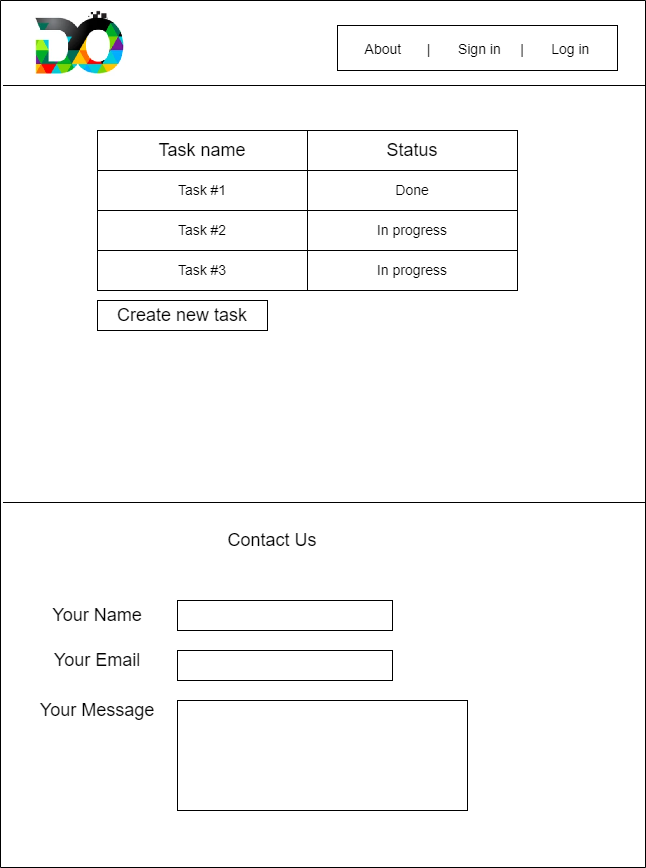 DO
About | Sign in | Log in
Task name Status
Task #1 Done
Task #2 In progress
Task #3 In progress
Create new task
Contact Us
Your Name
Your Email
Your Message